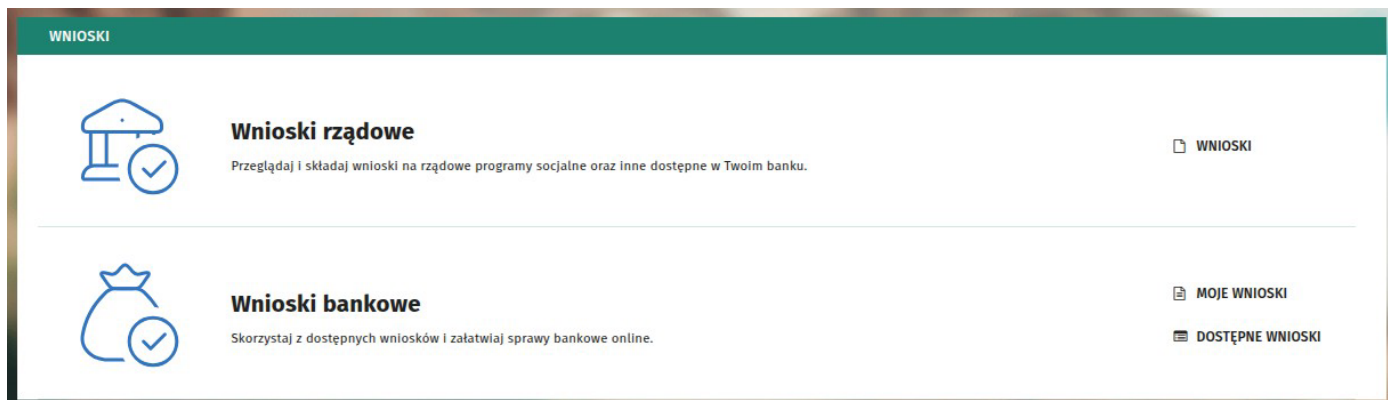 WNIOSKI
Wnioski rządowe
Przeglądaj i składaj wnioski na rządowe programy socjalne oraz inne dostępne w Twoim banku.
WNIOSKI
Wnioski bankowe
Skorzystaj z dostępnych wniosków i załatwiaj sprawy bankowe online.
MOJE WNIOSKI
DOSTĘPNE WNIOSKI